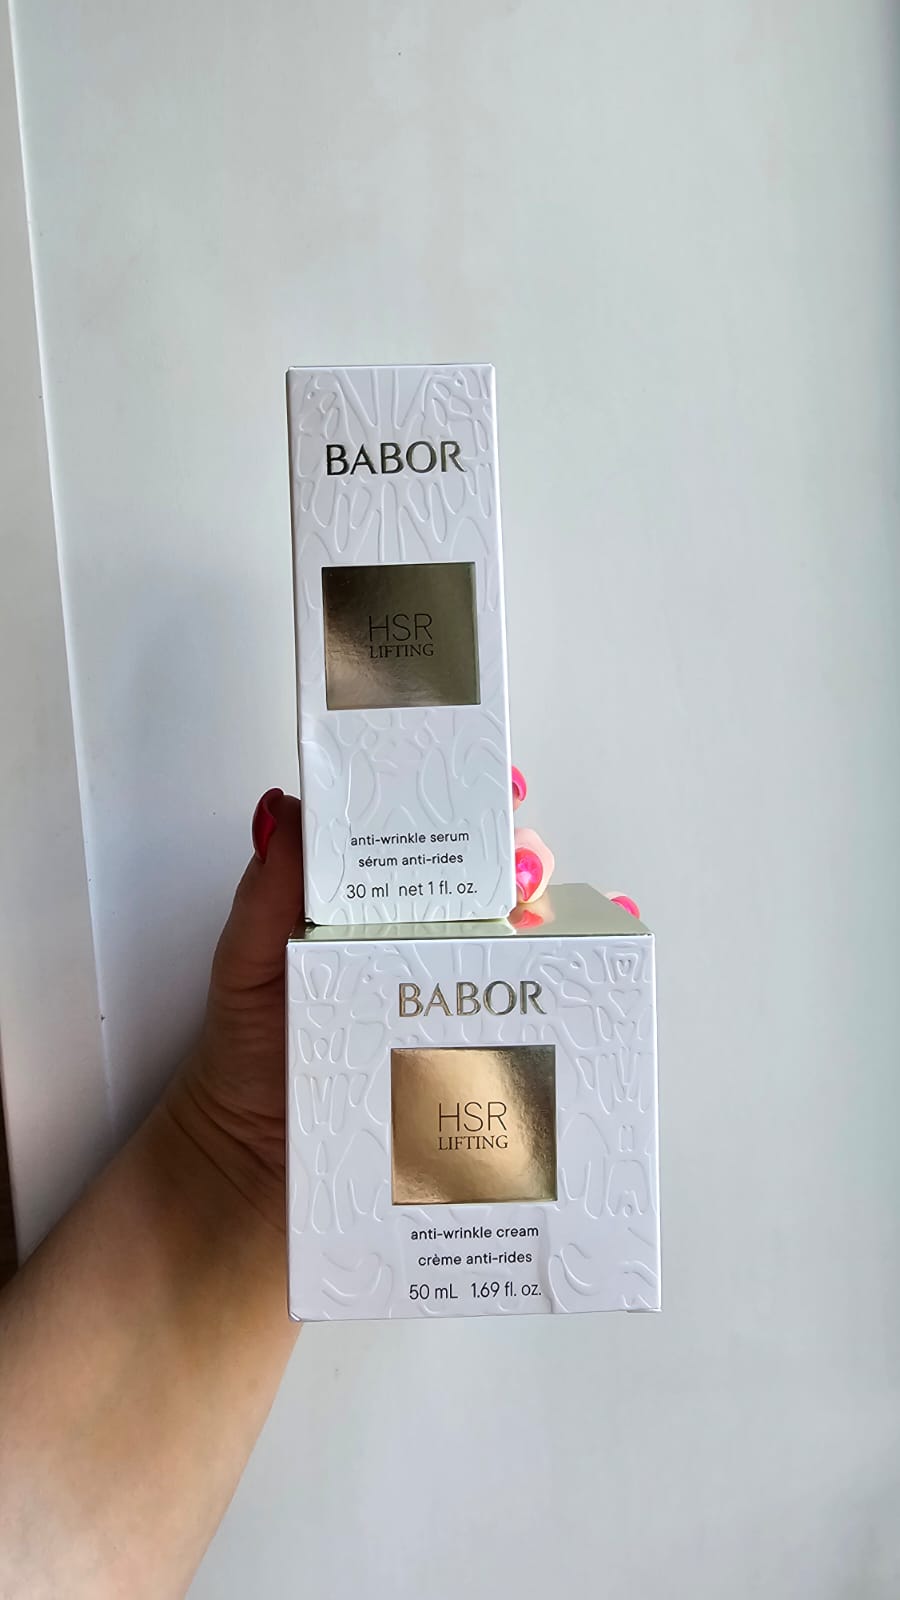 BABOR
HSR
LIFTING
anti-wrinkle serum
sérum anti-rides
30 ml net 1 fl. oz.
BABOR
HSR
LIFTING
anti-wrinkle cream
crème anti-rides
50 mL 1.69 fl. oz.